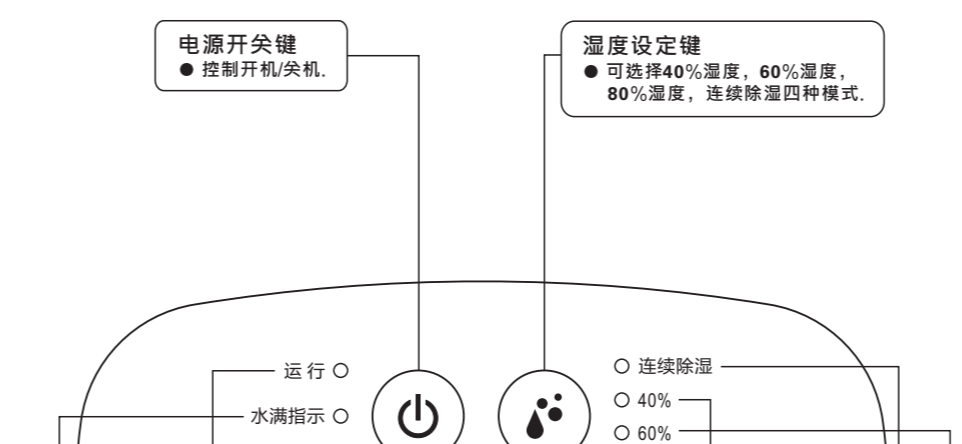 电源开关键
● 控制开机/关机.
湿度设定键
● 可选择40%湿度，60%湿度，
80%湿度，连续除湿四种模式.
运行
连续除湿
40%
水满指示
60%